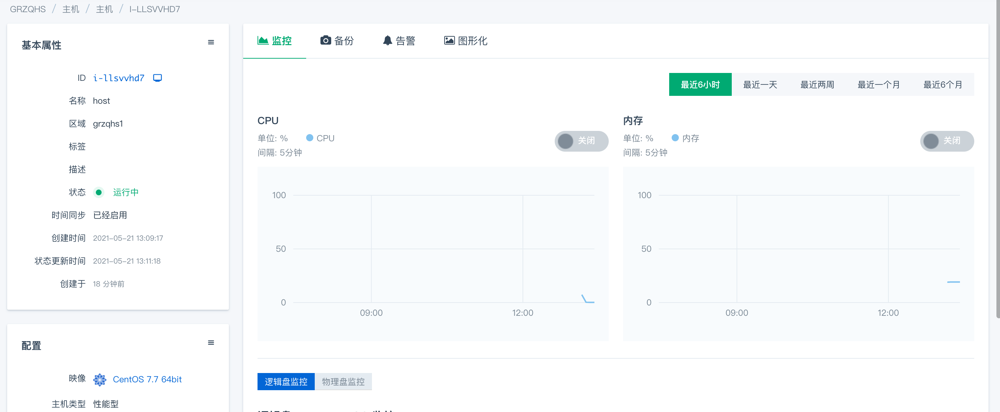 GRZQHS / 主机 / 主机 / I-LLSVVHD7
基本属性
ID i-llsvvhd7
名称 host
区域 grzqhs1
标签
描述
状态 运行中
时间同步 已经启用
创建时间 2021-05-21 13:09:17
状态更新时间 2021-05-21 13:11:18
创建于 18 分钟前
配置
映像 CentOS 7.7 64bit
主机类型 性能型
监控 备份 告警 图形化
最近6小时 最近一天 最近两周 最近一个月 最近6个月
CPU
单位: % CPU
间隔: 5分钟
关闭
100
50
0
09:00 12:00
内存
单位: % 内存
间隔: 5分钟
关闭
100
50
0
09:00 12:00
逻辑盘监控 物理盘监控